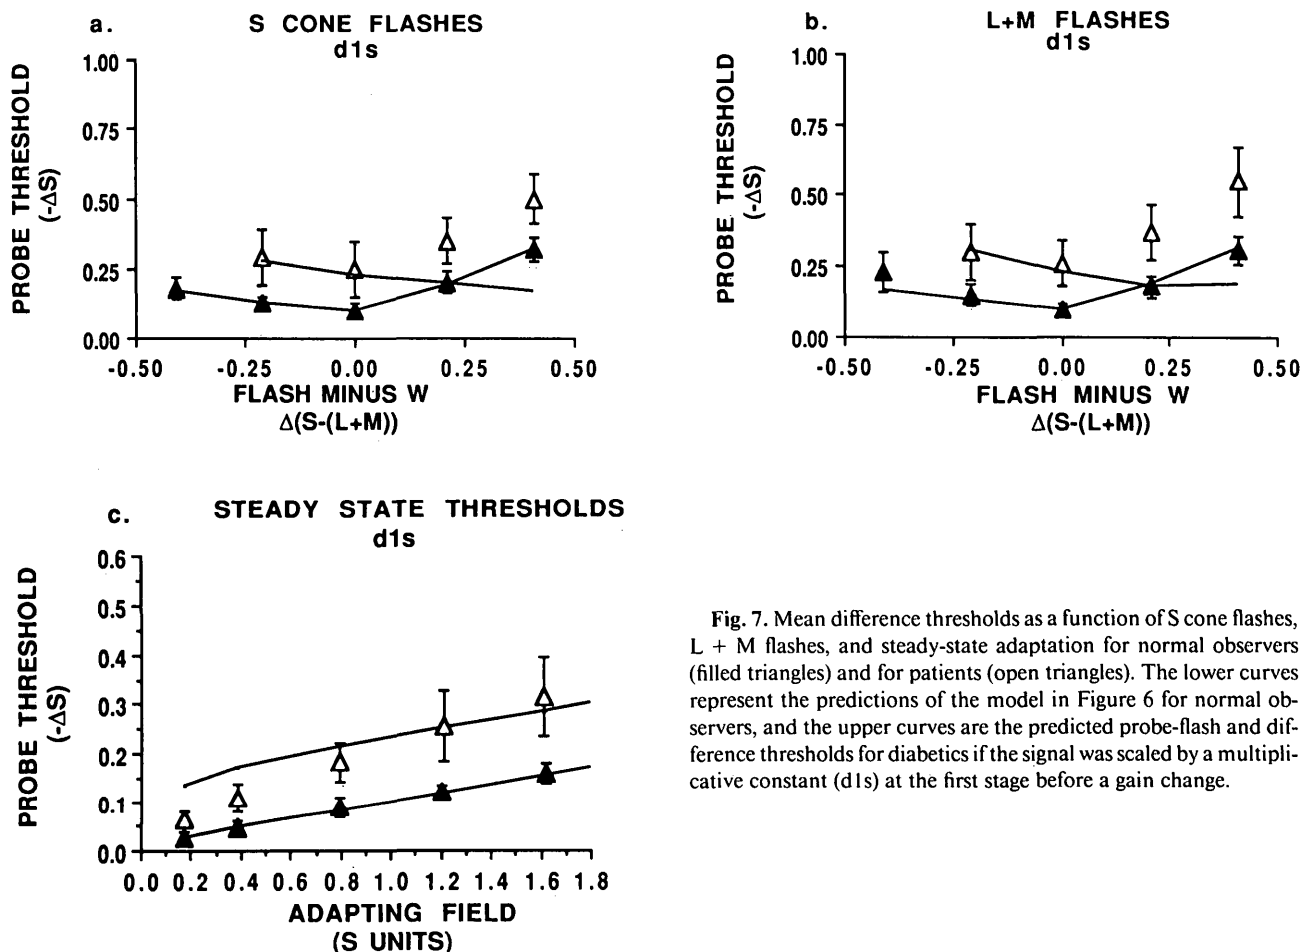 a.
S CONE FLASHES
d1s
PROBE THRESHOLD
(-ΔS)
1.00
0.75
0.50
0.25
0.00
-0.50 -0.25 0.00 0.25 0.50
FLASH MINUS W
Δ(S-(L+M))
b.
L+M FLASHES
d1s
PROBE THRESHOLD
(-ΔS)
1.00
0.75
0.50
0.25
0.00
-0.50 -0.25 0.00 0.25 0.50
FLASH MINUS W
Δ(S-(L+M))
c.
STEADY STATE THRESHOLDS
d1s
PROBE THRESHOLD
(-ΔS)
0.6
0.5
0.4
0.3
0.2
0.1
0.0
0.0 0.2 0.4 0.6 0.8 1.0 1.2 1.4 1.6 1.8
ADAPTING FIELD
(S UNITS)
Fig. 7. Mean difference thresholds as a function of S cone flashes,
L + M flashes, and steady-state adaptation for normal observers
(filled triangles) and for patients (open triangles). The lower curves
represent the predictions of the model in Figure 6 for normal ob-
servers, and the upper curves are the predicted probe-flash and dif-
ference thresholds for diabetics if the signal was scaled by a multipli-
cative constant (d1s) at the first stage before a gain change.